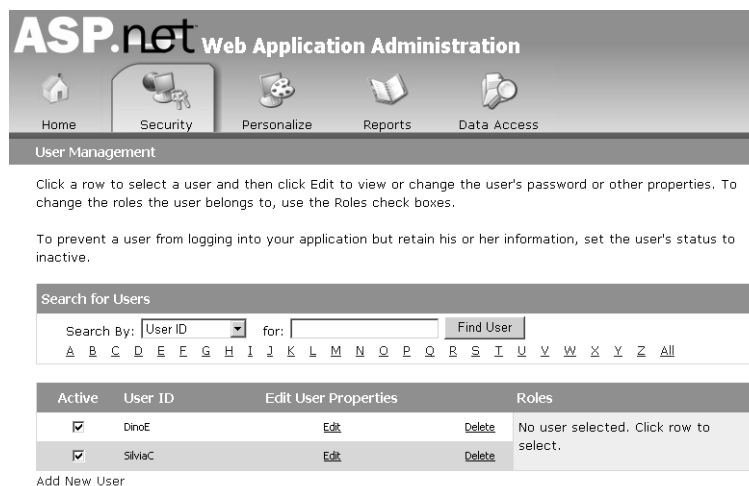 ASP.net Web Application Administration
Home Security Personalize Reports Data Access
User Management
Click a row to select a user and then click Edit to view or change the user's password or other properties. To
change the roles the user belongs to, use the Roles check boxes.
To prevent a user from logging into your application but retain his or her information, set the user's status to
inactive.
Search for Users
Search By: User ID for: Find User
A B C D E F G H I J K L M N O P Q R S T U V W X Y Z All
Active User ID Edit User Properties Roles
DinoE Edit Delete No user selected. Click row to
select.
SilviaC Edit Delete
Add New User